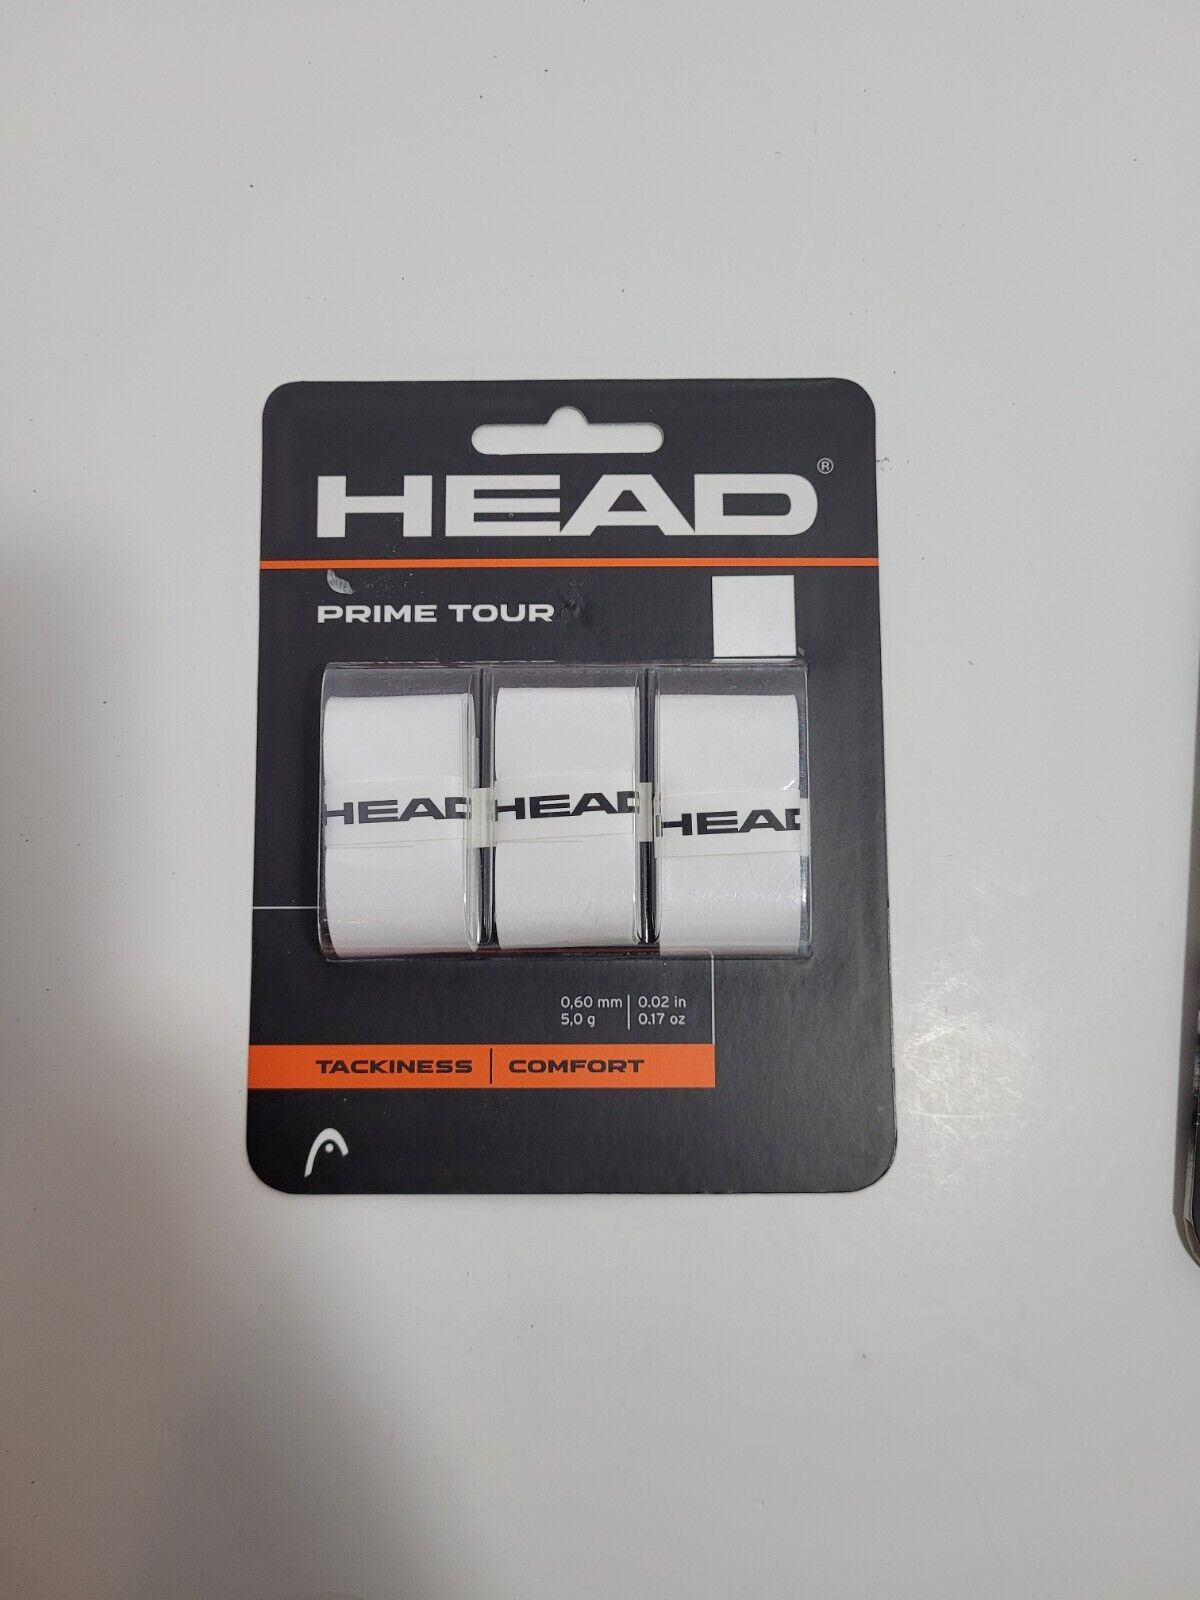 HEAD®
PRIME TOUR
HEAD HEAD HEAD
0,60 mm | 0.02 in
5,0 g | 0.17 oz
TACKINESS | COMFORT